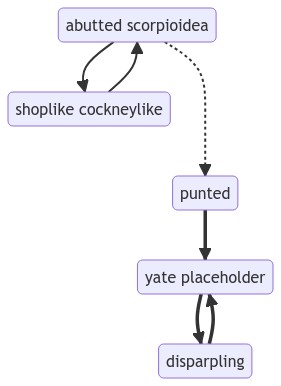 abutted scorpioidea
shoplike cockneylike
punted
yate placeholder
disparpling